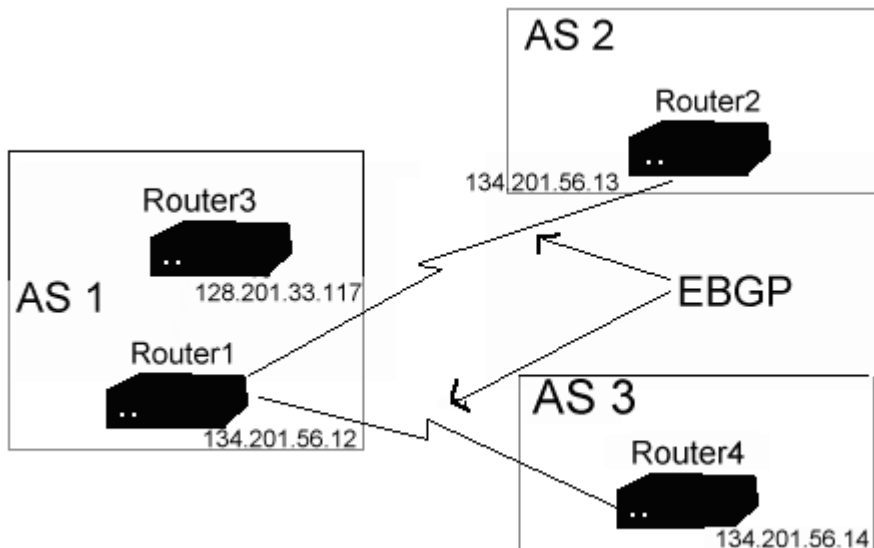 AS 2
Router2
134.201.56.13
Router3
128.201.33.117
AS 1
EBGP
Router1
134.201.56.12
AS 3
Router4
134.201.56.14